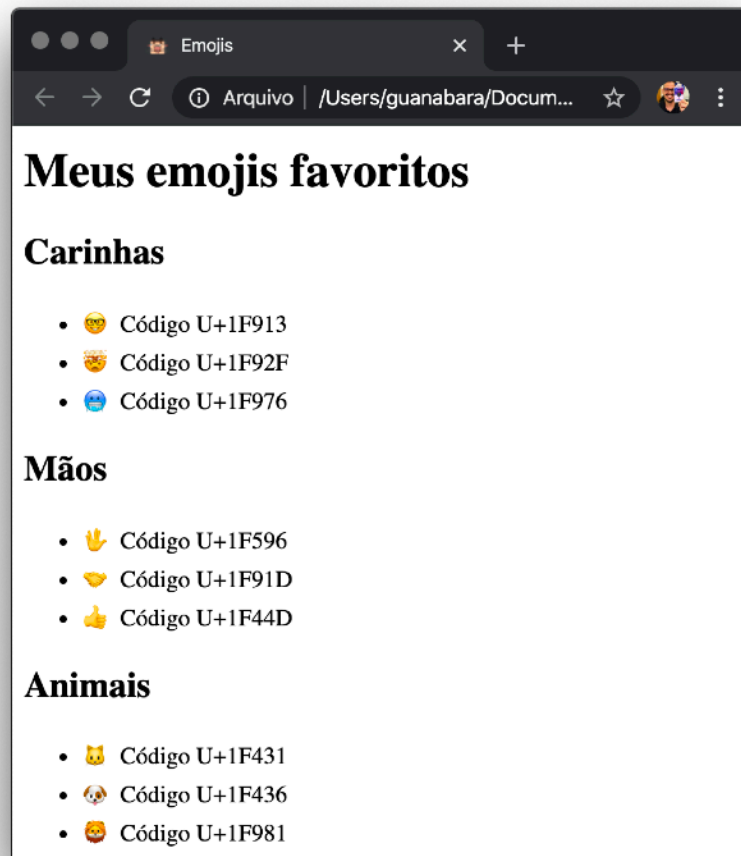 Emojis
Arquivo | /Users/guanabara/Docum...
Meus emojis favoritos
Carinhas
• 🤓 Código U+1F913
• 🤯 Código U+1F92F
• 🥶 Código U+1F976
Mãos
• 🖖 Código U+1F596
• 🤝 Código U+1F91D
• 👍 Código U+1F44D
Animais
• 🐱 Código U+1F431
• 🐶 Código U+1F436
• 🦁 Código U+1F981